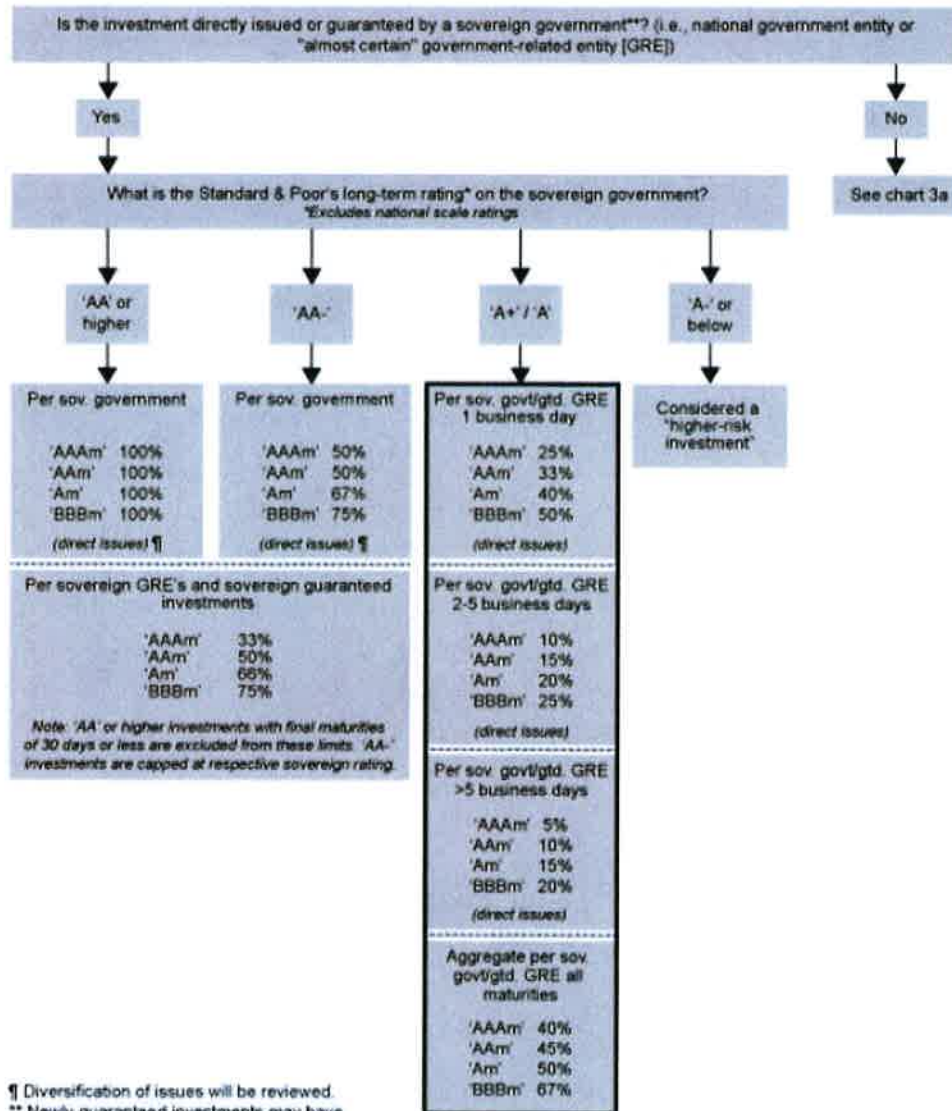 Is the investment directly issued or guaranteed by a sovereign government**? (i.e., national government entity or
"almost certain" government-related entity [GRE])
Yes
No
What is the Standard & Poor's long-term rating* on the sovereign government?
*Excludes national scale ratings
See chart 3a
'AA' or
higher
'AA-'
'A+' / 'A'
'A-' or
below
Per sov. government
'AAAm' 100%
'AAm' 100%
'Am' 100%
'BBBm' 100%
(direct issues) ¶
Per sov. government
'AAAm' 50%
'AAm' 50%
'Am' 67%
'BBBm' 75%
(direct issues) ¶
Per sov. govt/gtd. GRE
1 business day
'AAAm' 25%
'AAm' 33%
'Am' 40%
'BBBm' 50%
(direct issues)
Considered a
"higher-risk
investment"
Per sovereign GRE's and sovereign guaranteed
investments
'AAAm' 33%
'AAm' 50%
'Am' 66%
'BBBm' 75%
Note: 'AA' or higher investments with final maturities
of 30 days or less are excluded from these limits. 'AA-'
investments are capped at respective sovereign rating.
Per sov. govt/gtd. GRE
2-5 business days
'AAAm' 10%
'AAm' 15%
'Am' 20%
'BBBm' 25%
(direct issues)
Per sov. govt/gtd. GRE
>5 business days
'AAAm' 5%
'AAm' 10%
'Am' 15%
'BBBm' 20%
(direct issues)
Aggregate per sov.
govt/gtd. GRE all
maturities
'AAAm' 40%
'AAm' 45%
'Am' 50%
'BBBm' 67%
¶ Diversification of issues will be reviewed.
** Newly guaranteed investments may have